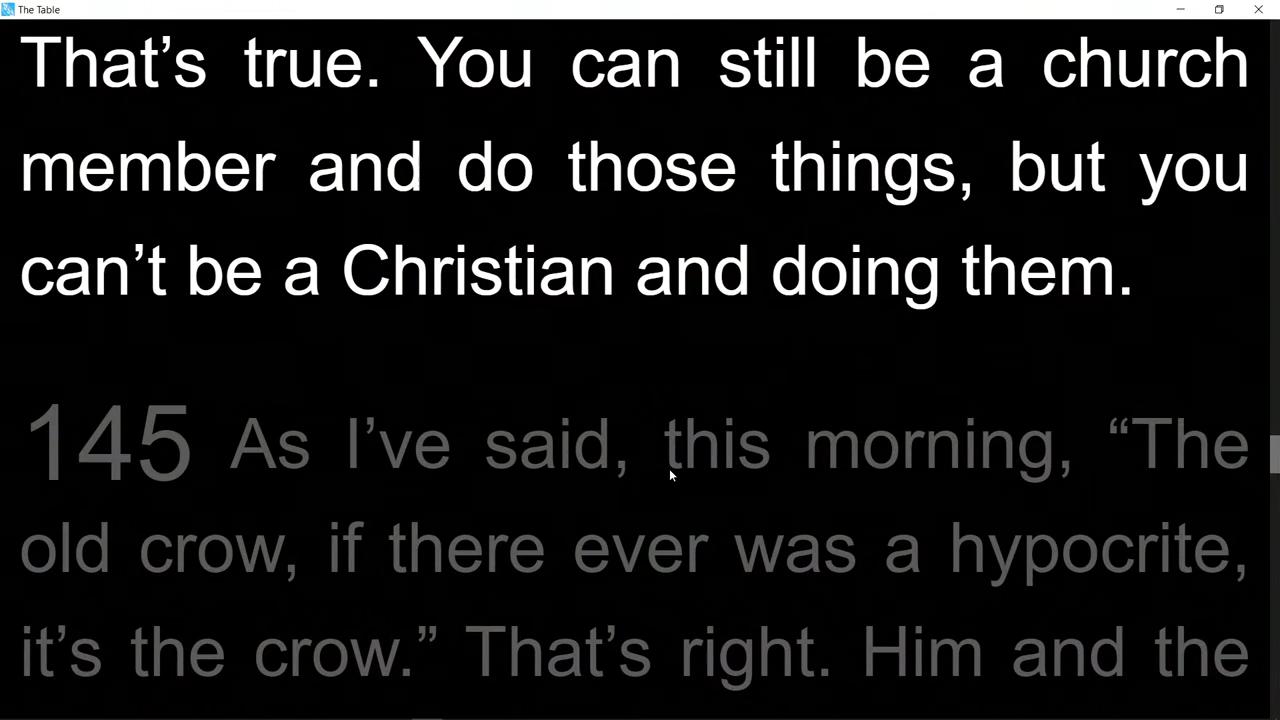 The Table
That’s true. You can still be a church
member and do those things, but you
can’t be a Christian and doing them.
145 As I’ve said, this morning, “The
old crow, if there ever was a hypocrite,
it’s the crow.” That’s right. Him and the